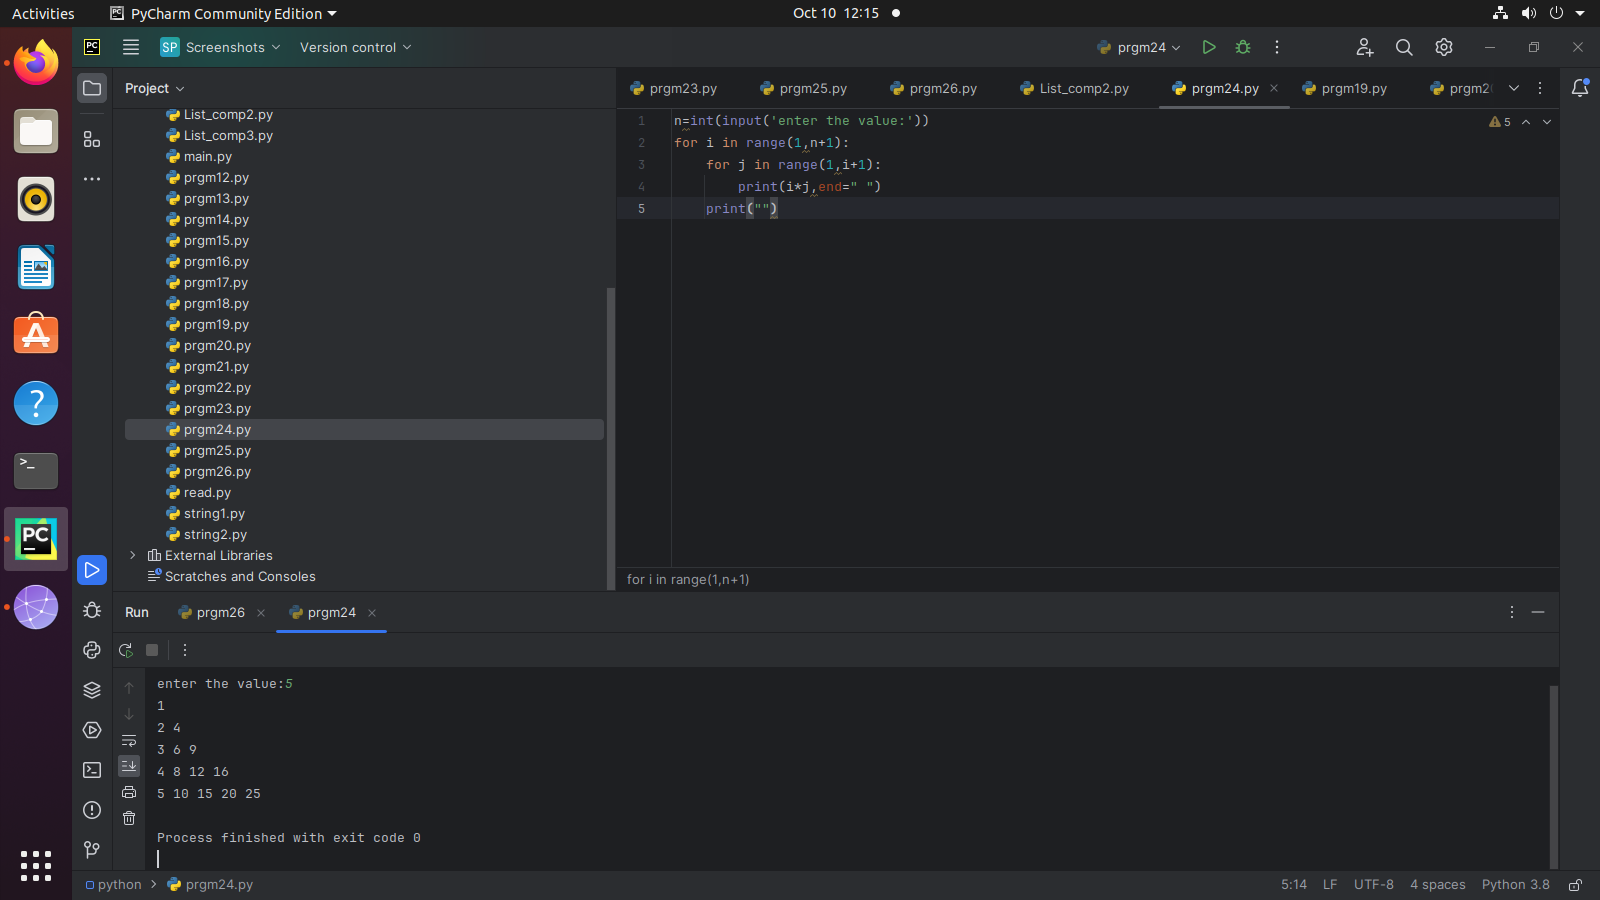 Activities PyCharm Community Edition Oct 10 12:15
PC SP Screenshots Version control prgm24
Project
prgm23.py prgm25.py prgm26.py List_comp2.py prgm24.py prgm19.py
List_comp2.py
List_comp3.py
main.py
prgm12.py
prgm13.py
prgm14.py
prgm15.py
prgm16.py
prgm17.py
prgm18.py
prgm19.py
prgm20.py
prgm21.py
prgm22.py
prgm23.py
prgm24.py
prgm25.py
prgm26.py
read.py
string1.py
string2.py
External Libraries
Scratches and Consoles
1 n=int(input('enter the value:')) 5
2 for i in range(1,n+1):
3 for j in range(1,i+1):
4 print(i*j,end=" ")
5 print("")
for i in range(1,n+1)
Run prgm26 prgm24
enter the value:5
1
2 4
3 6 9
4 8 12 16
5 10 15 20 25
Process finished with exit code 0
python prgm24.py 5:14 LF UTF-8 4 spaces Python 3.8